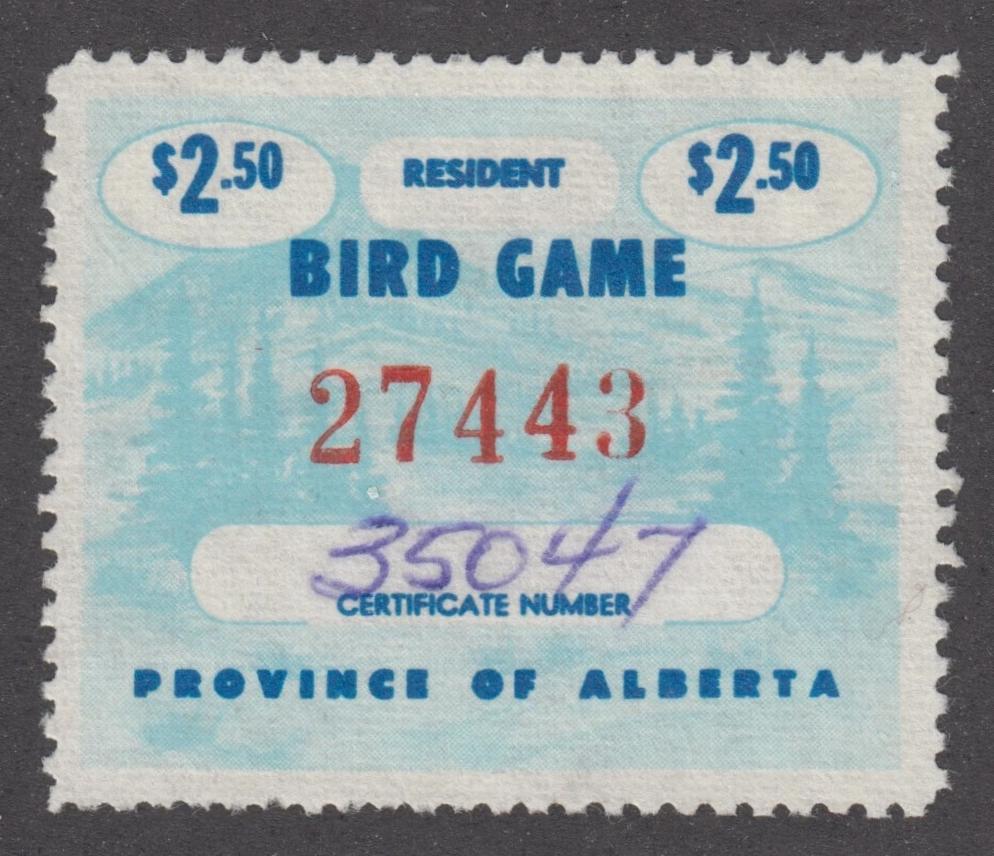 $2.50 RESIDENT $2.50
BIRD GAME
27443
35047
CERTIFICATE NUMBER
PROVINCE OF ALBERTA